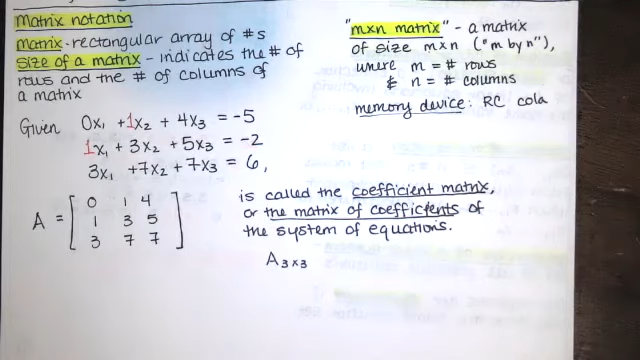 matrix notation
matrix - rectangular array of #s
size of a matrix - indicates the # of
rows and the # of columns of
a matrix
"m×n matrix" - a matrix
of size m×n ("m by n"),
where m = # rows
& n = # columns
memory device: RC cola
Given 0x₁ + 1x₂ + 4x₃ = -5
1x₁ + 3x₂ + 5x₃ = -2
3x₁ + 7x₂ + 7x₃ = 6,
A = [ 0 1 4
1 3 5
3 7 7 ]
is called the coefficient matrix,
or the matrix of coefficients of
the system of equations.
A₃ₓ₃